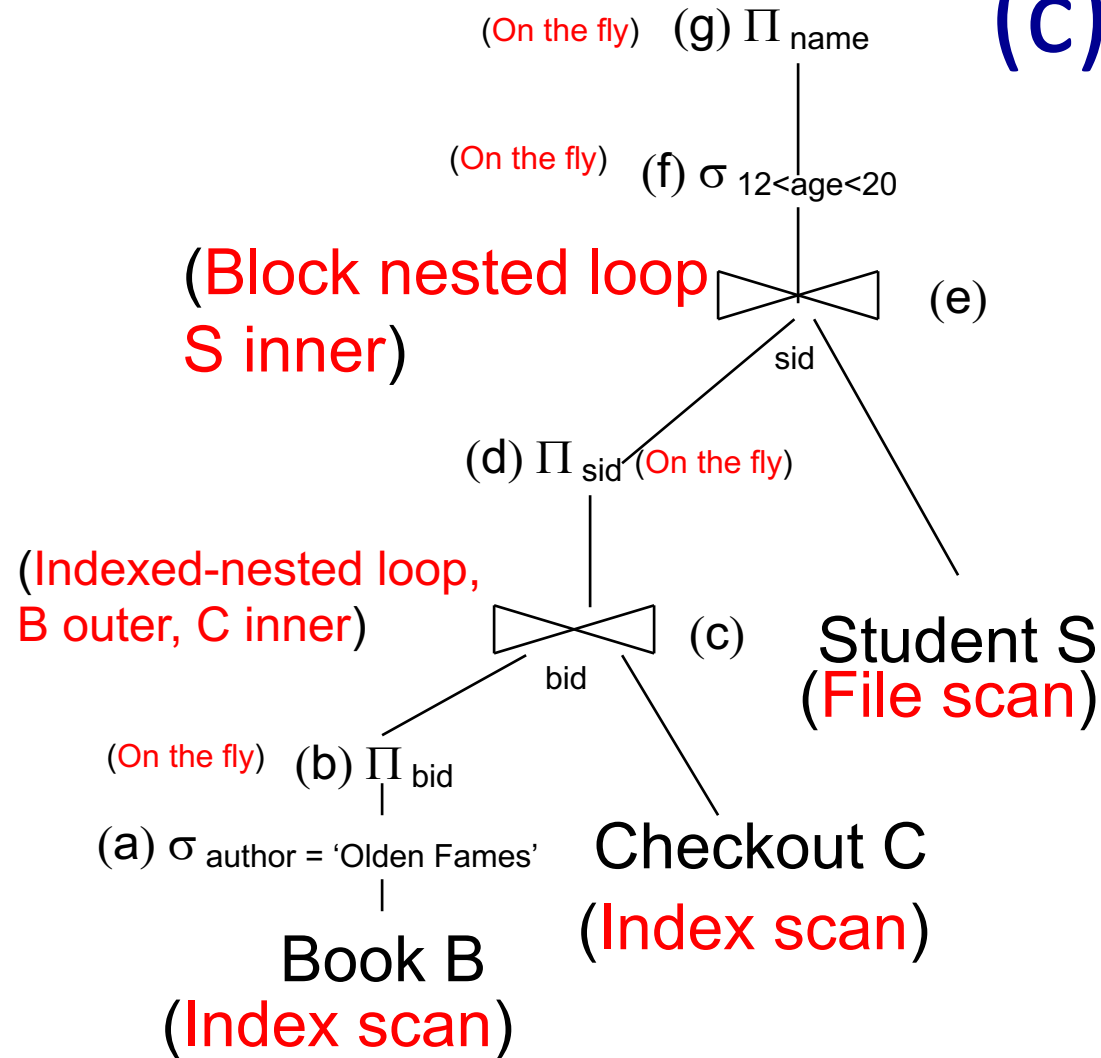 (On the fly) (g) Π name
(c)
(On the fly) (f) σ 12<age<20
(Block nested loop
S inner)
(e)
sid
(d) Π sid (On the fly)
(Indexed-nested loop,
B outer, C inner)
(c)
bid
Student S
(File scan)
(On the fly) (b) Π bid
(a) σ author = ‘Olden Fames’
Checkout C
(Index scan)
Book B
(Index scan)